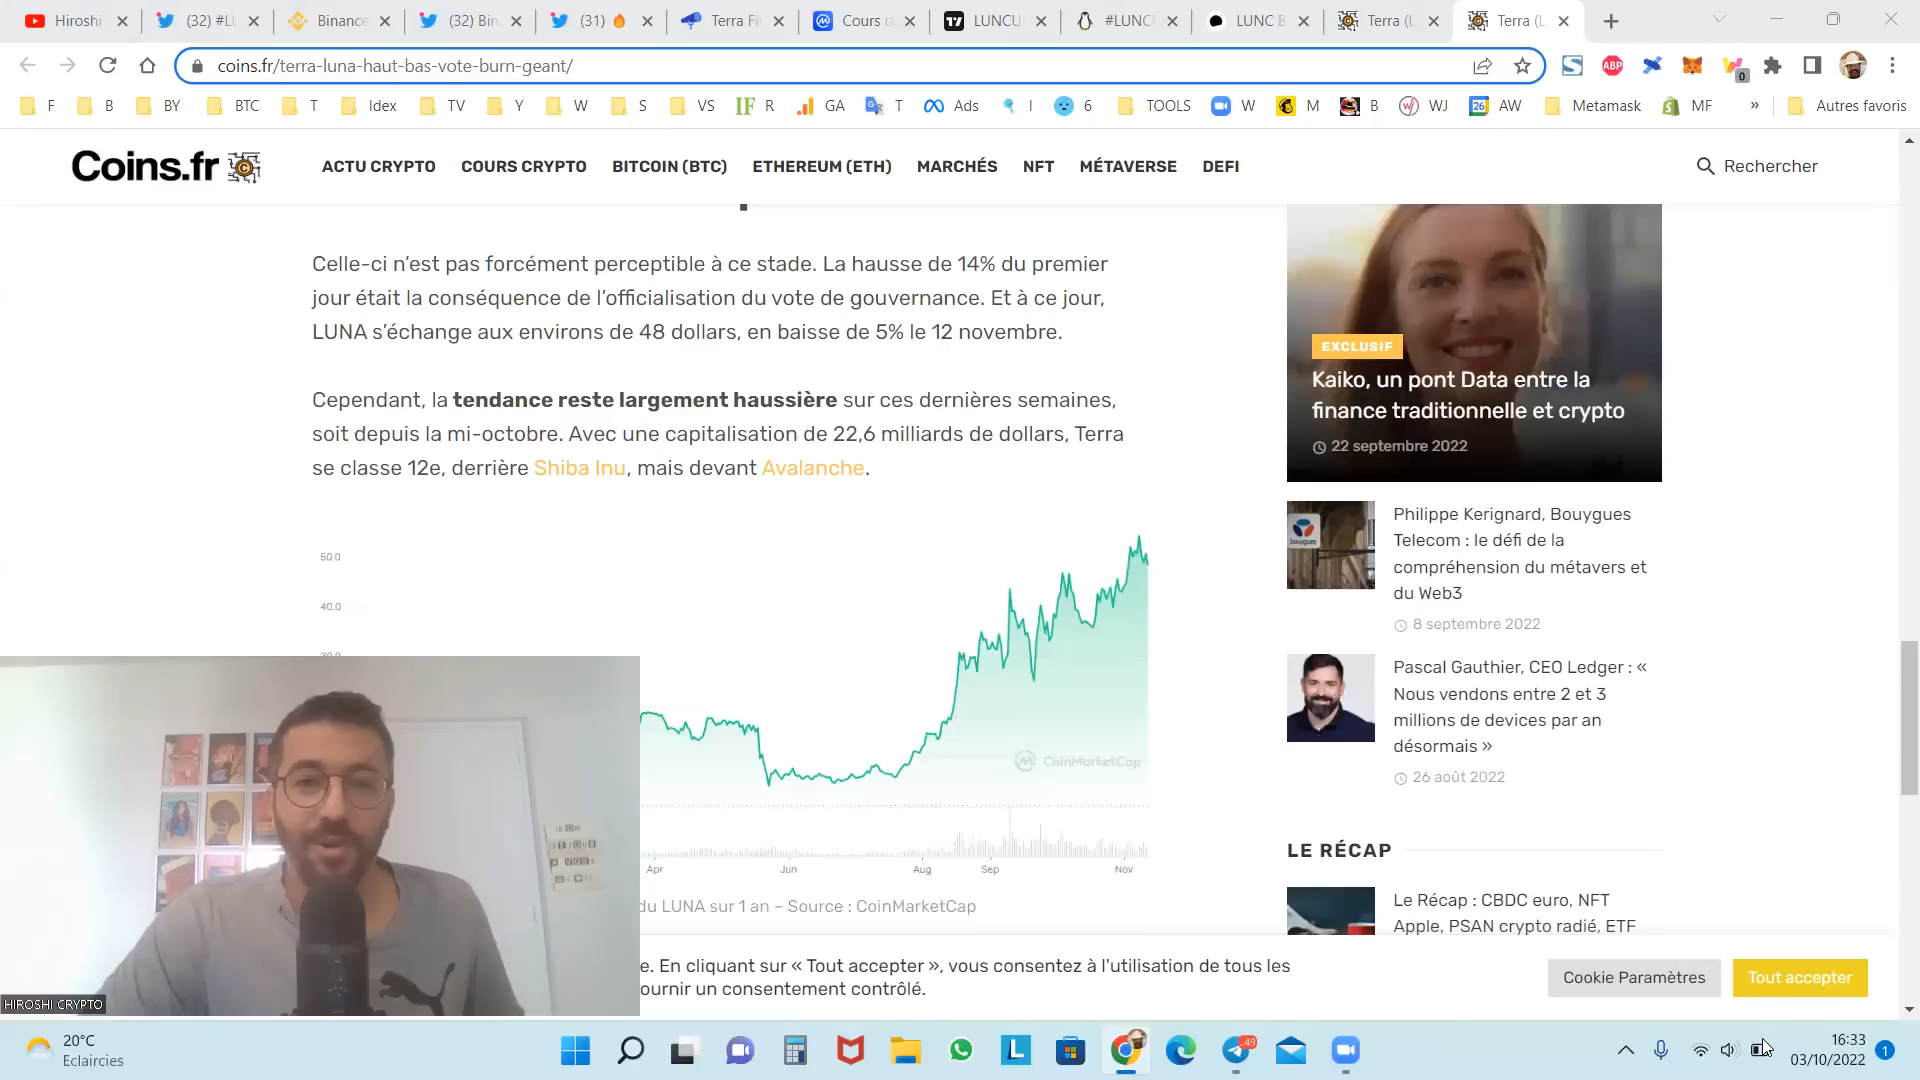 Hiroshi
(32) #L
Binance
(32) Bin
(31)
Terra Fi
Cours
LUNCU
#LUNC
LUNC B
Terra (L
Terra (L
coins.fr/terra-luna-haut-bas-vote-burn-geant/
ABP
0
F
B
BY
BTC
T
Idex
TV
Y
W
S
VS
IF R
GA
T
Ads
I
6
TOOLS
W
M
B
WJ
26 AW
Metamask
MF
»
Autres favoris
Coins.fr
ACTU CRYPTO
COURS CRYPTO
BITCOIN (BTC)
ETHEREUM (ETH)
MARCHÉS
NFT
MÉTAVERSE
DEFI
Rechercher
Celle-ci n’est pas forcément perceptible à ce stade. La hausse de 14% du premier
jour était la conséquence de l’officialisation du vote de gouvernance. Et à ce jour,
LUNA s’échange aux environs de 48 dollars, en baisse de 5% le 12 novembre.
Cependant, la tendance reste largement haussière sur ces dernières semaines,
soit depuis la mi-octobre. Avec une capitalisation de 22,6 milliards de dollars, Terra
se classe 12e, derrière Shiba Inu, mais devant Avalanche.
50.0
40.0
30.0
CoinMarketCap
Apr
Jun
Aug
Sep
Nov
du LUNA sur 1 an – Source : CoinMarketCap
EXCLUSIF
Kaiko, un pont Data entre la
finance traditionnelle et crypto
22 septembre 2022
bouygues
Philippe Kerignard, Bouygues
Telecom : le défi de la
compréhension du métavers et
du Web3
8 septembre 2022
Pascal Gauthier, CEO Ledger : «
Nous vendons entre 2 et 3
millions de devices par an
désormais »
26 août 2022
LE RÉCAP
Le Récap : CBDC euro, NFT
Apple, PSAN crypto radié, ETF
e. En cliquant sur « Tout accepter », vous consentez à l'utilisation de tous les
ournir un consentement contrôlé.
Cookie Paramètres
Tout accepter
HIROSHI CRYPTO
20°C
Eclaircies
49
16:33
03/10/2022
1